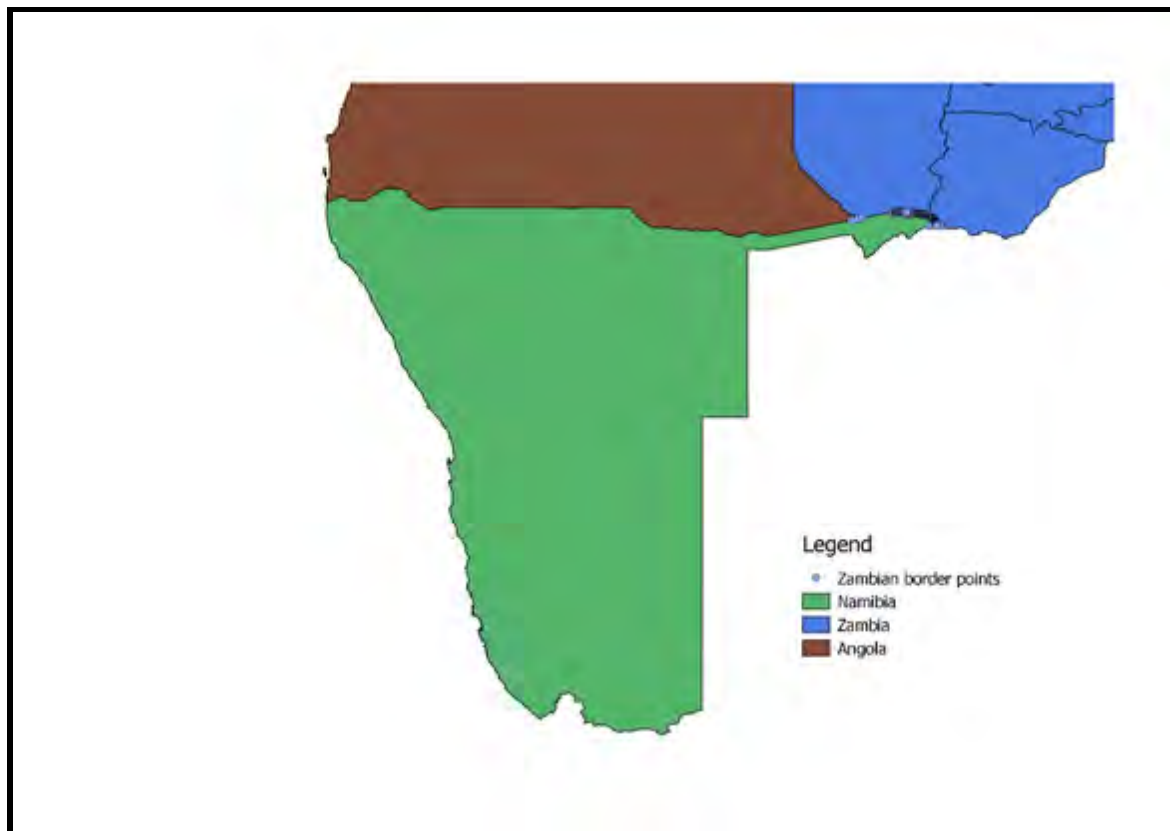 Legend
Zambian border points
Namibia
Zambia
Angola